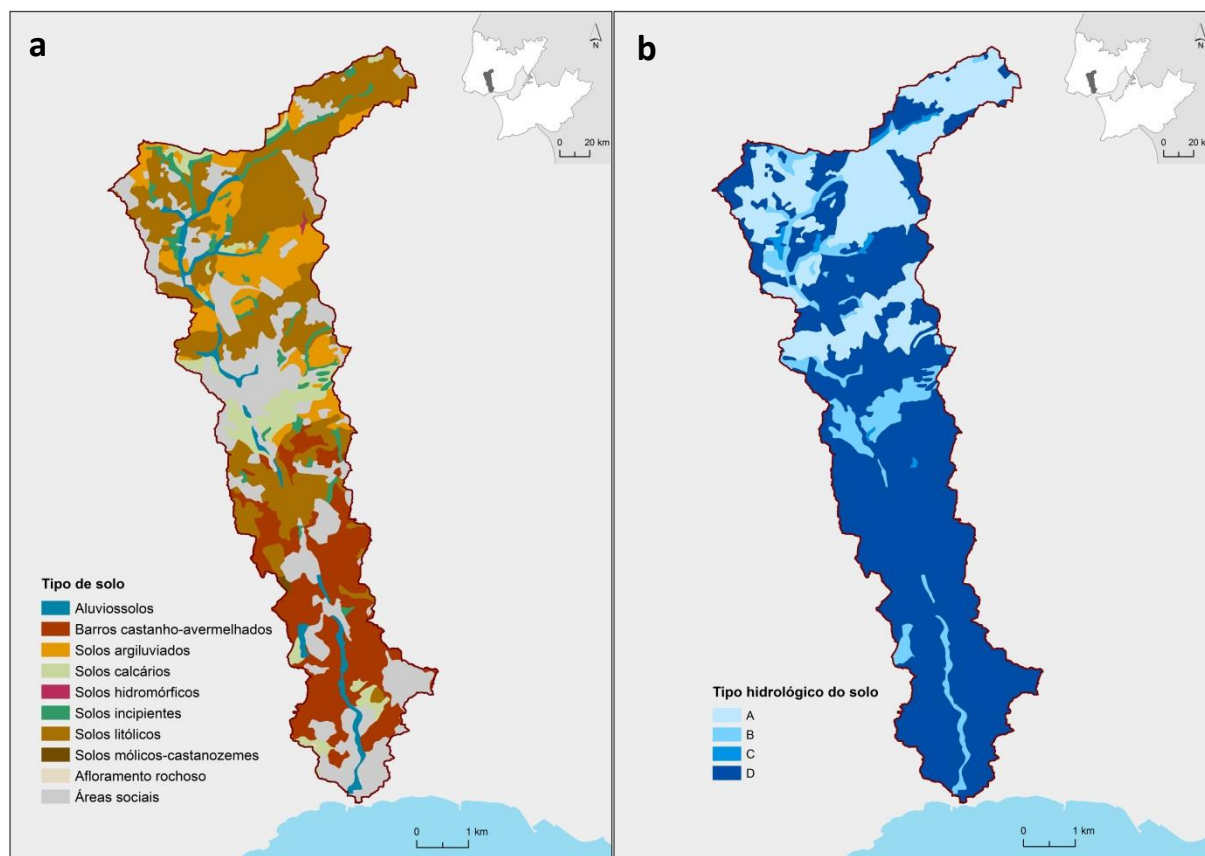 a
N
0 20 km
Tipo de solo
Aluviossolos
Barros castanho-avermelhados
Solos argiluviados
Solos calcários
Solos hidromórficos
Solos incipientes
Solos litólicos
Solos mólicos-castanozemes
Afloramento rochoso
Áreas sociais
0 1 km
b
N
0 20 km
Tipo hidrológico do solo
A
B
C
D
0 1 km